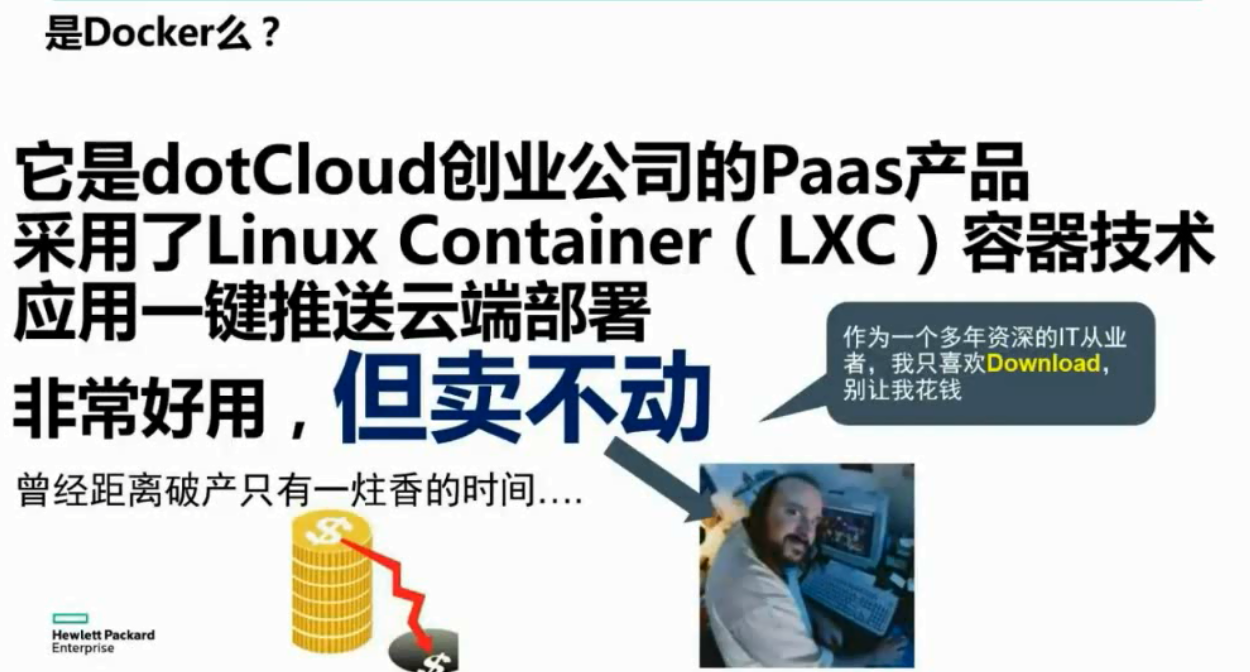 是Docker么？
它是dotCloud创业公司的Paas产品
采用了Linux Container（LXC）容器技术
应用一键推送云端部署
非常好用，但卖不动
作为一个多年资深的IT从业
者，我只喜欢Download，
别让我花钱
曾经距离破产只有一炷香的时间....
$
$
Hewlett Packard
Enterprise